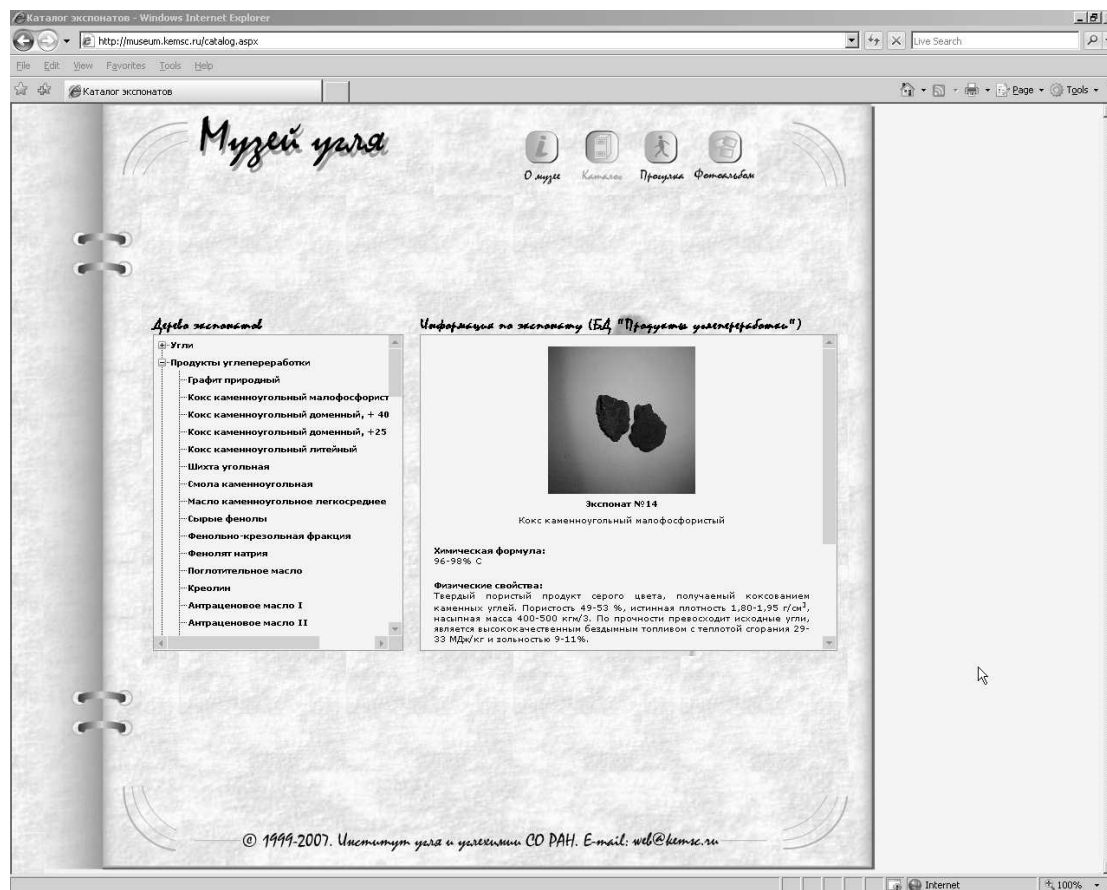 Каталог экспонатов - Windows Internet Explorer
http://museum.kemsc.ru/catalog.aspx
Live Search
File Edit View Favorites Tools Help
Каталог экспонатов
Page Tools
Музей угля
О музее Каталог Прогулка Фотоальбом
Дерево экспонатов
Угли
Продукты углепереработки
Графит природный
Кокс каменноугольный малофосфорист
Кокс каменноугольный доменный, + 40
Кокс каменноугольный доменный, +25
Кокс каменноугольный литейный
Шихта угольная
Смола каменноугольная
Масло каменноугольное легкосреднее
Сырые фенолы
Фенольно-крезольная фракция
Фенолят натрия
Поглотительное масло
Креолин
Антраценовое масло I
Антраценовое масло II
Информация по экспонату (БД "Продукты углепереработки")
Экспонат №14
Кокс каменноугольный малофосфористый
Химическая формула:
96-98% С
Физические свойства:
Твердый пористый продукт серого цвета, получаемый коксованием
каменных углей. Пористость 49-53 %, истинная плотность 1,80-1,95 г/см³,
насыпная масса 400-500 кгм/3. По прочности превосходит исходные угли,
является высококачественным бездымным топливом с теплотой сгорания 29-
33 МДж/кг и зольностью 9-11%.
© 1999-2007. Институт угля и углехимии СО РАН. E-mail: web@kemsc.ru
Internet 100%